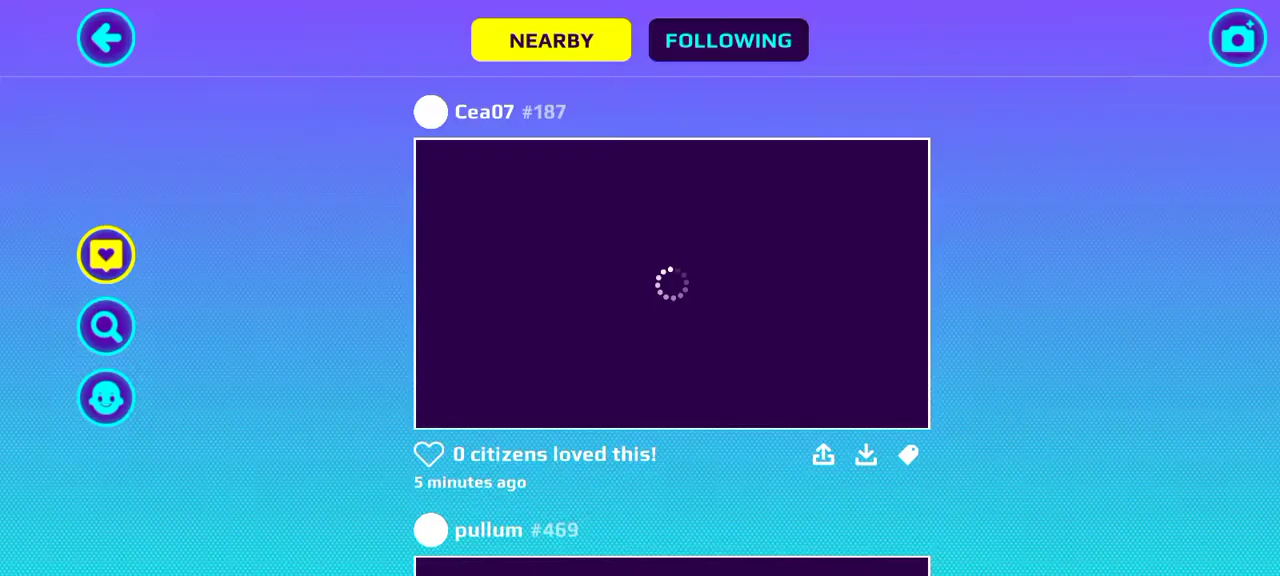 NEARBY
FOLLOWING
Cea07 #187
0 citizens loved this!
5 minutes ago
pullum #469